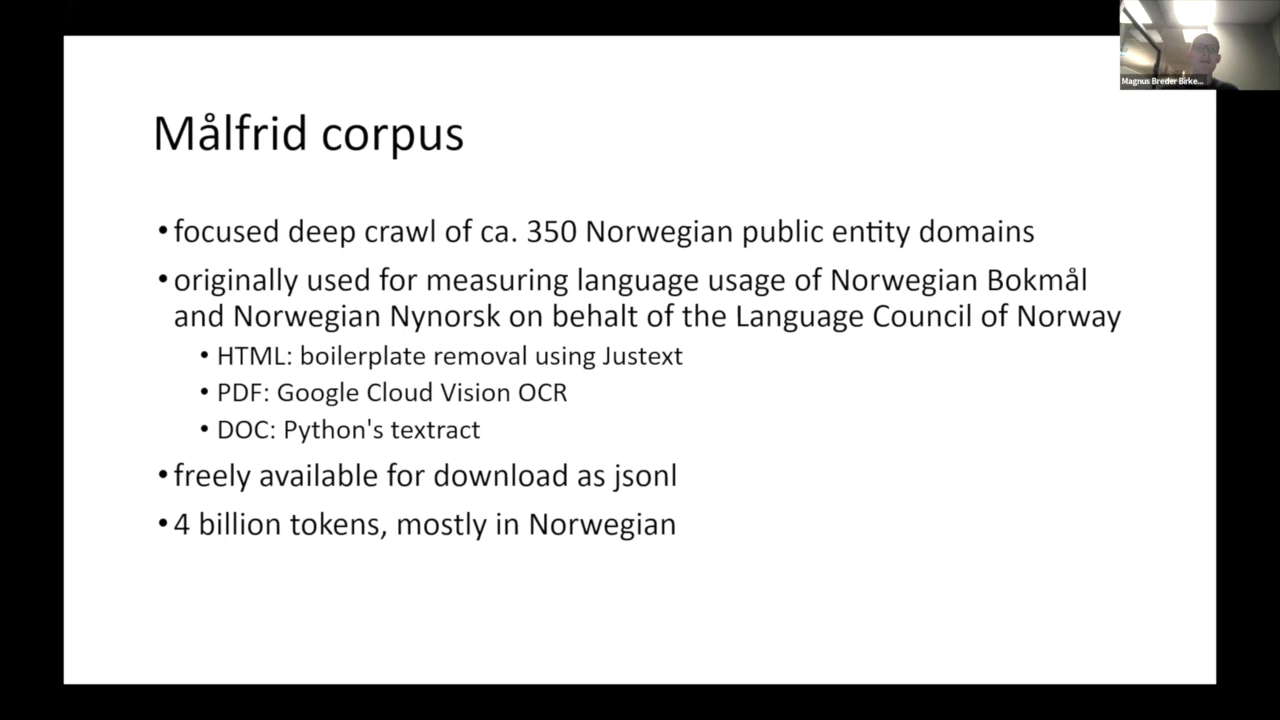 Magnus Breder Birke...
Målfrid corpus
•focused deep crawl of ca. 350 Norwegian public entity domains
•originally used for measuring language usage of Norwegian Bokmål
and Norwegian Nynorsk on behalt of the Language Council of Norway
•HTML: boilerplate removal using Justext
•PDF: Google Cloud Vision OCR
•DOC: Python's textract
•freely available for download as jsonl
•4 billion tokens, mostly in Norwegian